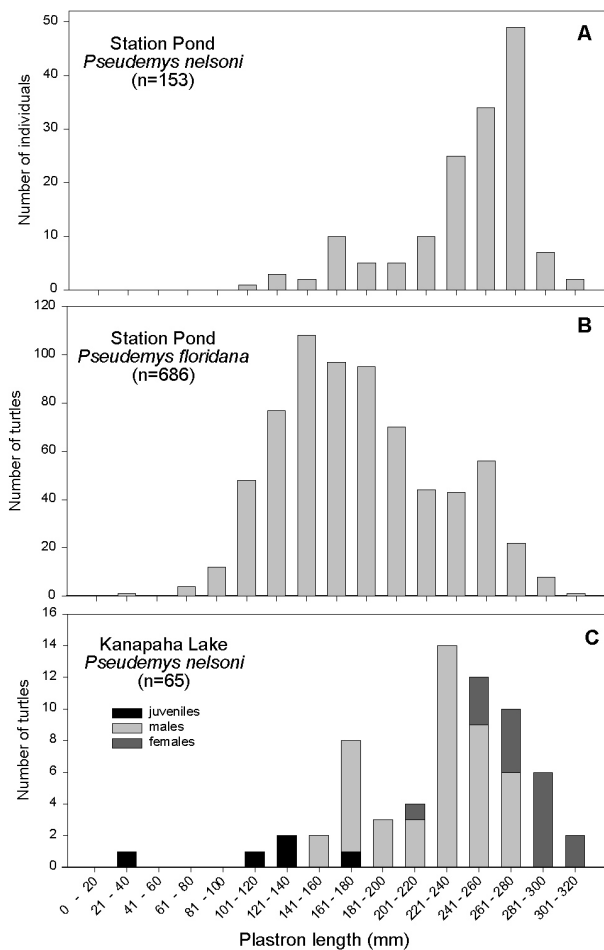 A
Station Pond
Pseudemys nelsoni
(n=153)
Number of individuals
50
40
30
20
10
0
B
Station Pond
Pseudemys floridana
(n=686)
Number of turtles
120
100
80
60
40
20
0
C
Kanapaha Lake
Pseudemys nelsoni
(n=65)
juveniles
males
females
Number of turtles
16
14
12
10
8
6
4
2
0
0 - 20
21 - 40
41 - 60
61 - 80
81 - 100
101 - 120
121 - 140
141 - 160
161 - 180
181 - 200
201 - 220
221 - 240
241 - 260
261 - 280
281 - 300
301 - 320
Plastron length (mm)